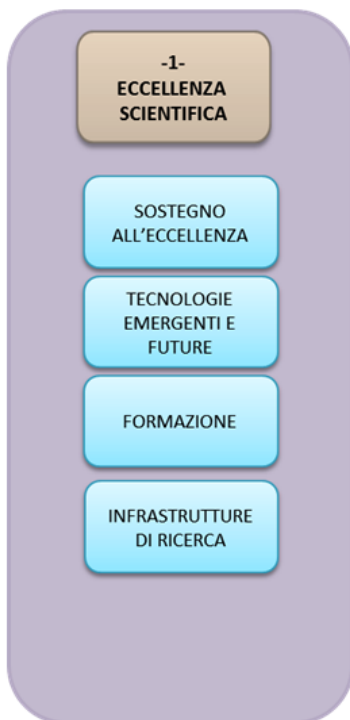 -1-
ECCELLENZA
SCIENTIFICA
SOSTEGNO
ALL’ECCELLENZA
TECNOLOGIE
EMERGENTI E
FUTURE
FORMAZIONE
INFRASTRUTTURE
DI RICERCA